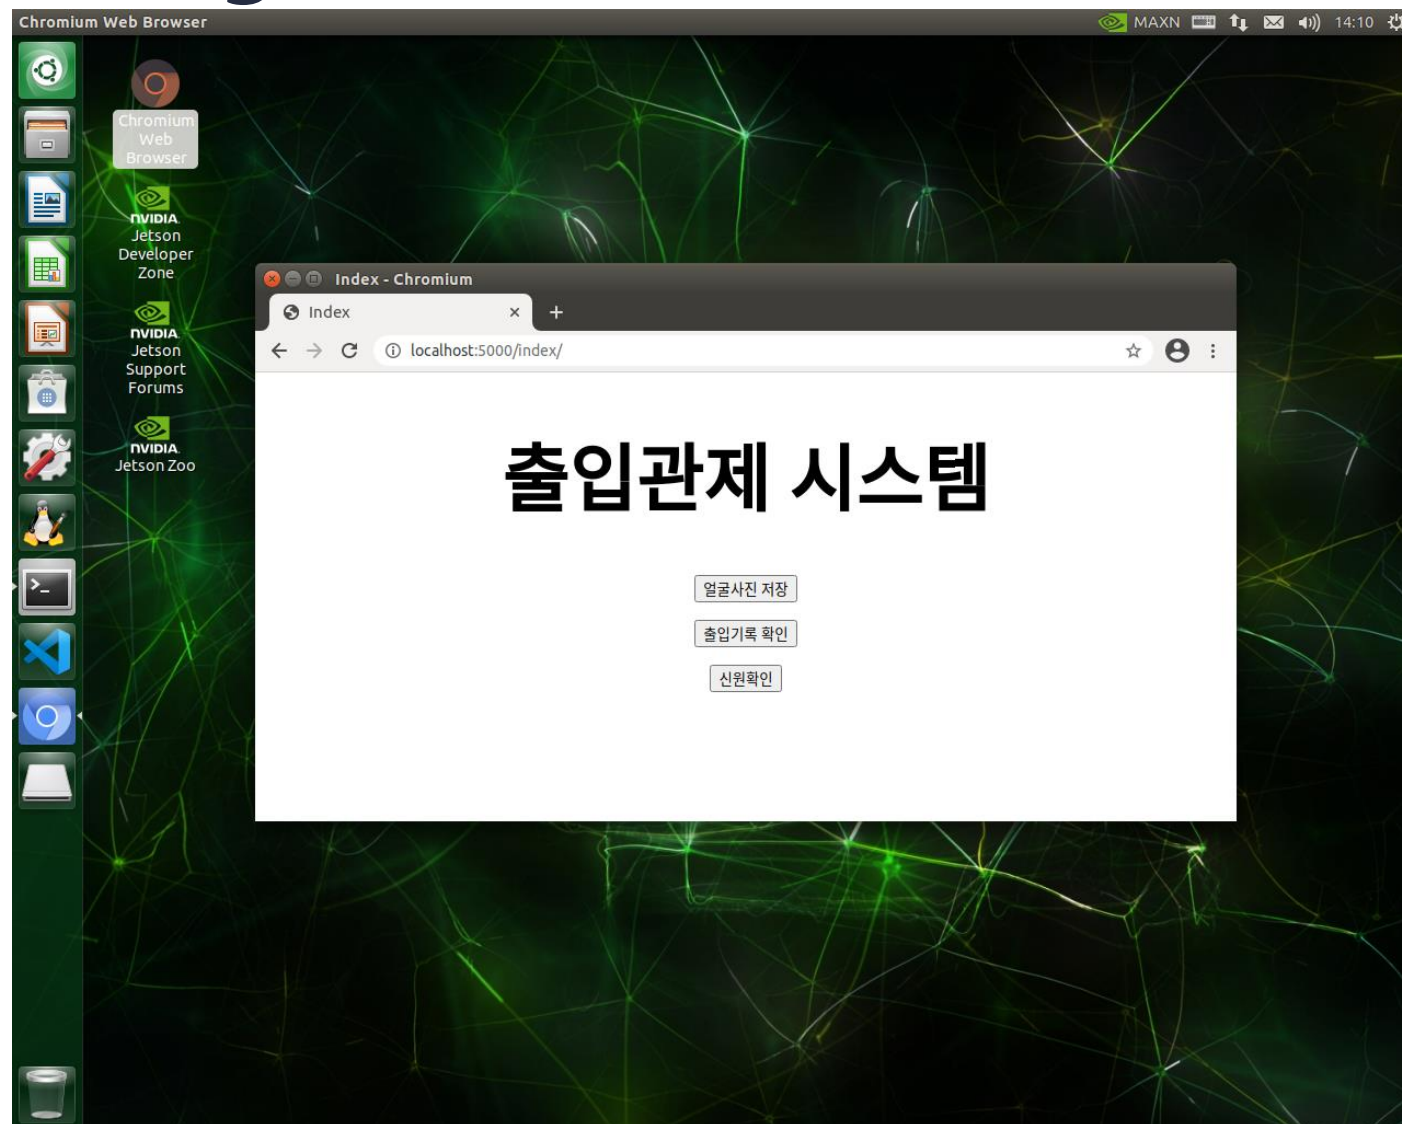 Chromium Web Browser
MAXN
14:10
Chromium
Web
Browser
NVIDIA.
Jetson
Developer
Zone
NVIDIA.
Jetson
Support
Forums
NVIDIA.
Jetson Zoo
Index - Chromium
Index
localhost:5000/index/
출입관제 시스템
얼굴사진 저장
출입기록 확인
신원확인